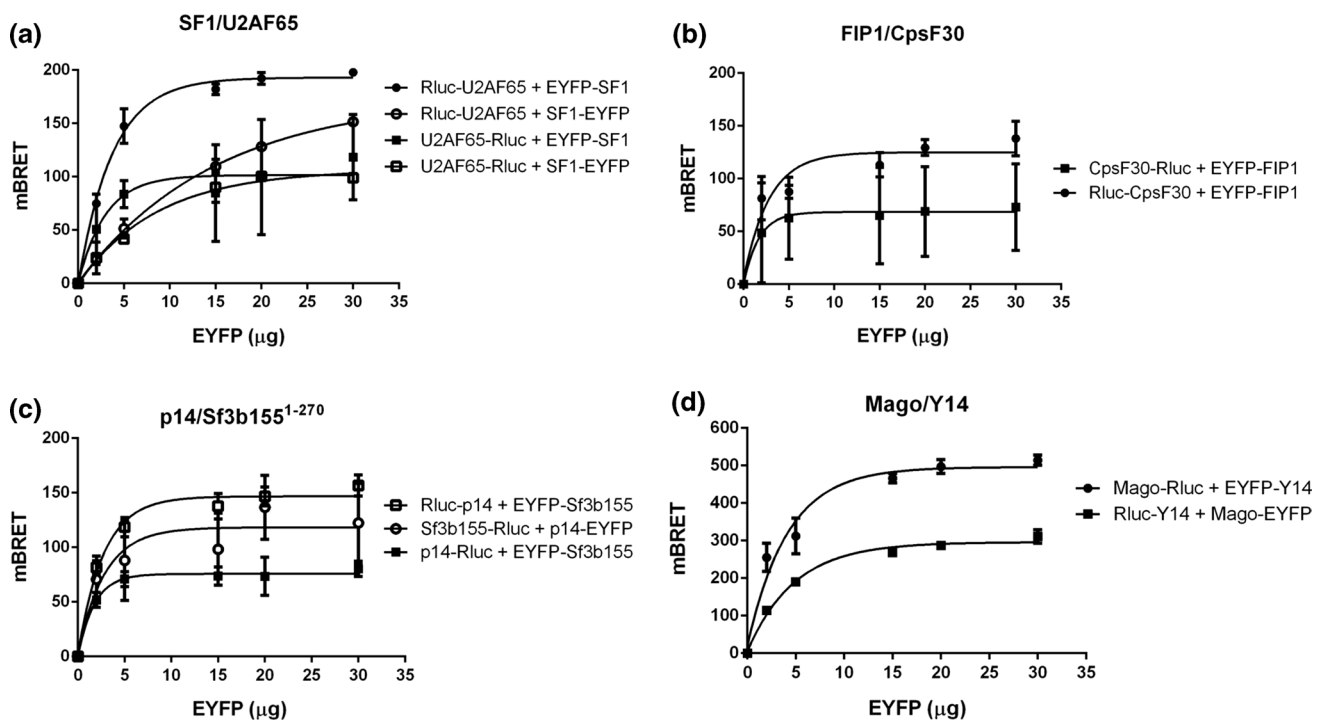 (a)
SF1/U2AF65
200
150
100
50
0
mBRET
0 5 10 15 20 25 30 35
EYFP (µg)
Rluc-U2AF65 + EYFP-SF1
Rluc-U2AF65 + SF1-EYFP
U2AF65-Rluc + EYFP-SF1
U2AF65-Rluc + SF1-EYFP
(b)
FIP1/CpsF30
200
150
100
50
0
mBRET
0 5 10 15 20 25 30 35
EYFP (µg)
CpsF30-Rluc + EYFP-FIP1
Rluc-CpsF30 + EYFP-FIP1
(c)
p14/Sf3b155¹⁻²⁷⁰
200
150
100
50
0
mBRET
0 5 10 15 20 25 30 35
EYFP (µg)
Rluc-p14 + EYFP-Sf3b155
Sf3b155-Rluc + p14-EYFP
p14-Rluc + EYFP-Sf3b155
(d)
Mago/Y14
600
500
400
300
200
100
0
mBRET
0 5 10 15 20 25 30 35
EYFP (µg)
Mago-Rluc + EYFP-Y14
Rluc-Y14 + Mago-EYFP